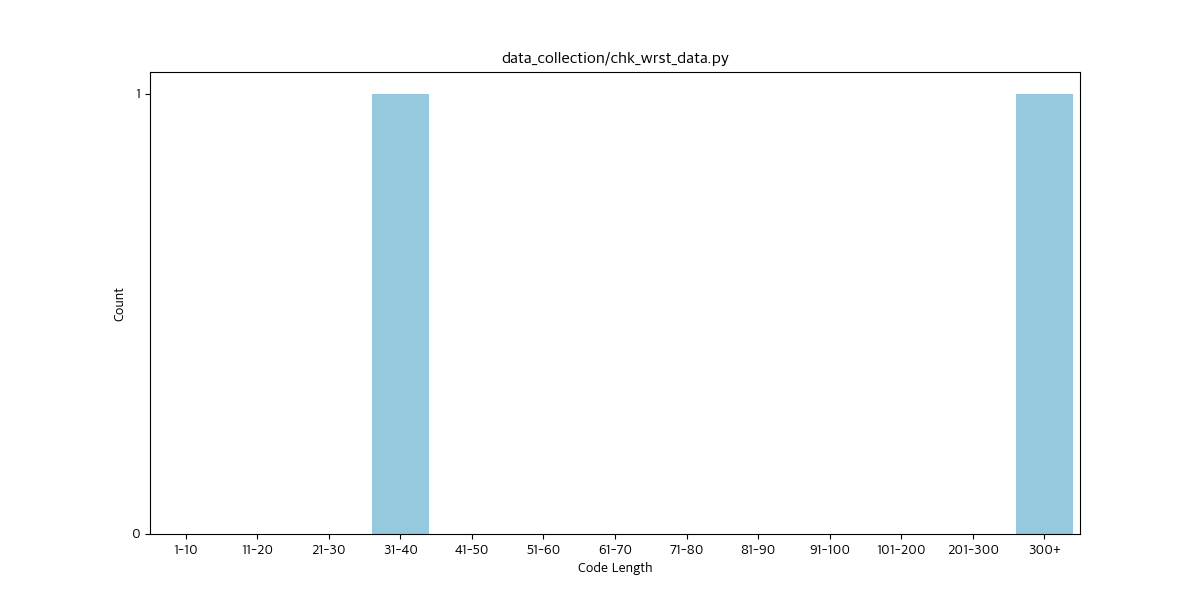 data_collection/chk_wrst_data.py
1
Count
0
1-10 11-20 21-30 31-40 41-50 51-60 61-70 71-80 81-90 91-100 101-200 201-300 300+
Code Length